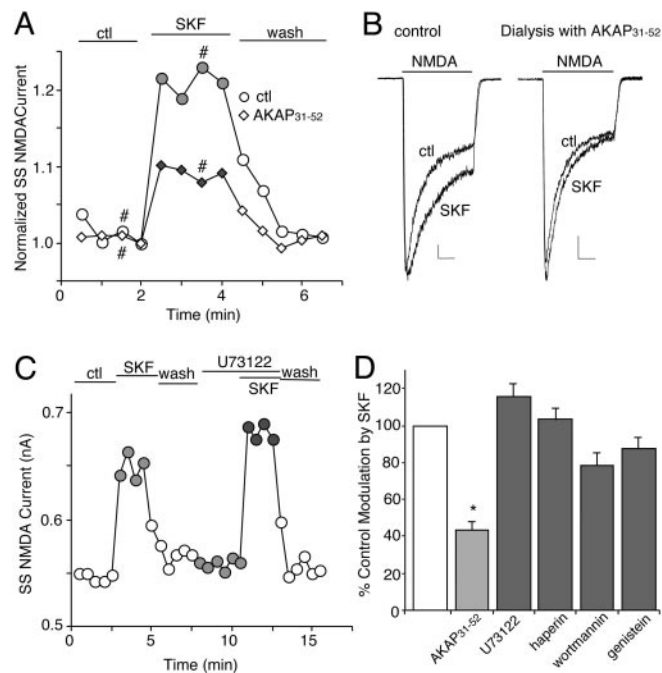 A
ctl
SKF
wash
#
1.2
ctl
AKAP31-52
Normalized SS NMDACurrent
1.1
#
#
1.0
#
0
2
4
6
Time (min)
B
control
Dialysis with AKAP31-52
NMDA
NMDA
ctl
SKF
ctl
SKF
C
U73122
ctl
SKF
wash
wash
SKF
0.7
SS NMDA Current (nA)
0.6
0.5
0
5
10
15
Time (min)
D
% Control Modulation by SKF
120
100
80
60
40
20
0
*
AKAP31-52
U73122
haperin
wortmannin
genistein